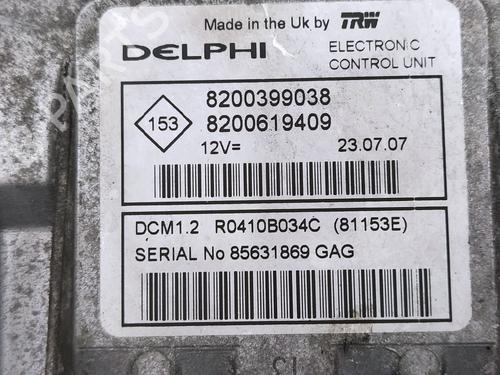 Made in the Uk by TRW
DELPHI
ELECTRONIC
CONTROL UNIT
153
8200399038
8200619409
12V=
23.07.07
DCM1.2 R0410B034C (81153E)
SERIAL No 85631869 GAG
PARTS